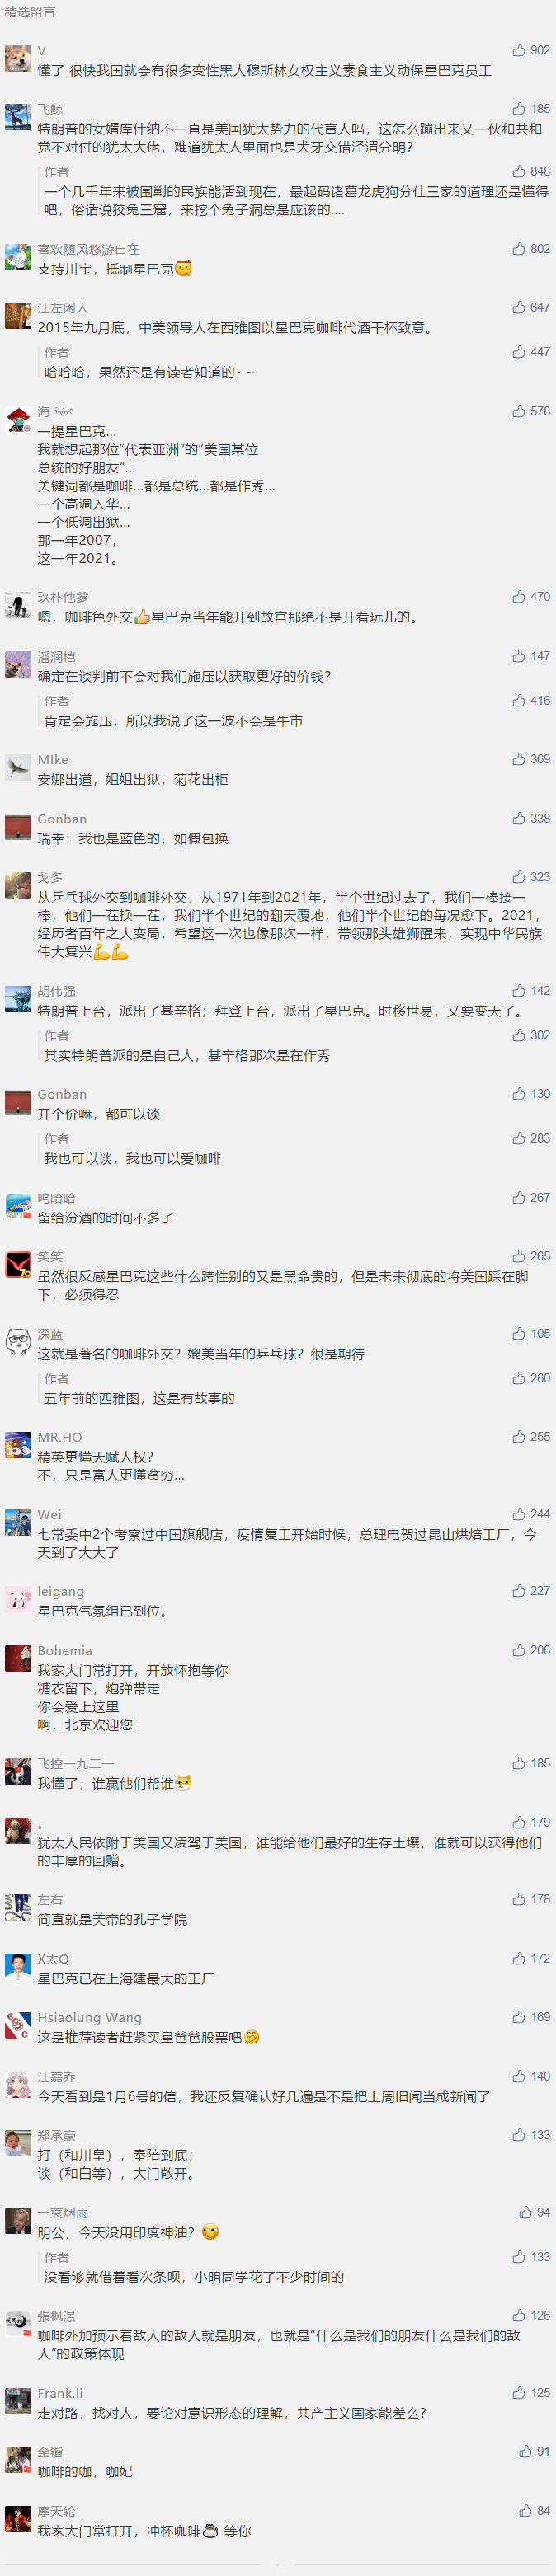 精选留言
V
902
懂了 很快我国就会有很多变性黑人穆斯林女权主义素食主义动保星巴克员工
飞鲸
185
特朗普的女婿库什纳不一直是美国犹太势力的代言人吗，这怎么蹦出来又一伙和共和
党不对付的犹太大佬，难道犹太人里面也是犬牙交错泾渭分明？
作者
848
一个几千年来被围剿的民族能活到现在，最起码诸葛龙虎狗分仕三家的道理还是懂得
吧，俗话说狡兔三窟，来挖个兔子洞总是应该的....
喜欢随风悠游自在
802
支持川宝，抵制星巴克
江左闲人
647
2015年九月底，中美领导人在西雅图以星巴克咖啡代酒干杯致意。
作者
447
哈哈哈，果然还是有读者知道的~~
海
578
一提星巴克...
我就想起那位“代表亚洲”的“美国某位
总统的好朋友”...
关键词都是咖啡...都是总统...都是作秀...
一个高调入华...
一个低调出狱...
那一年2007，
这一年2021。
玖朴他爹
470
嗯，咖啡色外交👍星巴克当年能开到故宫那绝不是开着玩儿的。
潘润恺
147
确定在谈判前不会对我们施压以获取更好的价钱？
作者
416
肯定会施压，所以我说了这一波不会是牛市
MIke
369
安娜出道，姐姐出狱，菊花出柜
Gonban
338
瑞幸：我也是蓝色的，如假包换
戈多
323
从乒乓球外交到咖啡外交，从1971年到2021年，半个世纪过去了，我们一棒接一
棒，他们一茬换一茬，我们半个世纪的翻天覆地，他们半个世纪的每况愈下。2021，
经历者百年之大变局，希望这一次也像那次一样，带领那头雄狮醒来，实现中华民族
伟大复兴💪💪
胡伟强
142
特朗普上台，派出了基辛格；拜登上台，派出了星巴克。时移世易，又要变天了。
作者
302
其实特朗普派的是自己人，基辛格那次是在作秀
Gonban
130
开个价嘛，都可以谈
作者
283
我也可以谈，我也可以爱咖啡
呜哈哈
267
留给汾酒的时间不多了
笑笑
265
虽然很反感星巴克这些什么跨性别的又是黑命贵的，但是未来彻底的将美国踩在脚
下，必须得忍
深蓝
105
这就是著名的咖啡外交？媲美当年的乒乓球？很是期待
作者
260
五年前的西雅图，这是有故事的
MR.HO
255
精英更懂天赋人权？
不，只是富人更懂贫穷...
Wei
244
七常委中2个考察过中国旗舰店，疫情复工开始时候，总理电贺过昆山烘焙工厂，今
天到了大大了
leigang
227
星巴克气氛组已到位。
Bohemia
206
我家大门常打开，开放怀抱等你
糖衣留下，炮弹带走
你会爱上这里
啊，北京欢迎您
飞控一九二一
185
我懂了，谁赢他们帮谁
。
179
犹太人民依附于美国又凌驾于美国，谁能给他们最好的生存土壤，谁就可以获得他们
的丰厚的回赠。
左右
178
简直就是美帝的孔子学院
X太Q
172
星巴克已在上海建最大的工厂
Hsiaolung Wang
169
这是推荐读者赶紧买星爸爸股票吧
江嘉乔
140
今天看到是1月6号的信，我还反复确认好几遍是不是把上周旧闻当成新闻了
郑承豪
133
打（和川皇），奉陪到底；
谈（和白等），大门敞开。
一蓑烟雨
94
明公，今天没用印度神油？
作者
133
没看够就借着看次条呗，小明同学花了不少时间的
張枫漶
126
咖啡外加预示着敌人的敌人就是朋友，也就是“什么是我们的朋友什么是我们的敌
人”的政策体现
Frank.li
125
走对路，找对人，要论对意识形态的理解，共产主义国家能差么？
金锴
91
咖啡的咖，咖妃
摩天轮
84
我家大门常打开，冲杯咖啡 等你